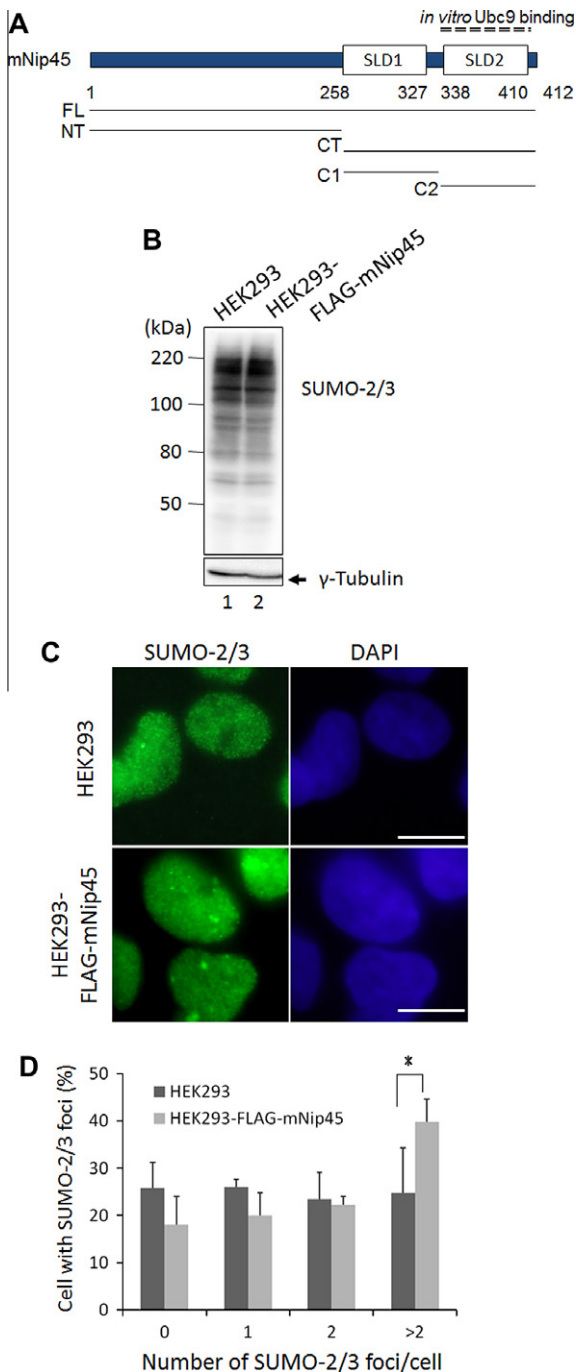 A
in vitro Ubc9 binding
mNip45
SLD1
SLD2
1
258
327
338
410
412
FL
NT
CT
C1
C2
B
HEK293
HEK293-
FLAG-mNip45
(kDa)
220
100
80
50
SUMO-2/3
γ-Tubulin
1 2
C
SUMO-2/3
DAPI
HEK293
HEK293-
FLAG-mNip45
D
Cell with SUMO-2/3 foci (%)
50
40
30
20
10
0
HEK293
HEK293-FLAG-mNip45
*
0
1
2
>2
Number of SUMO-2/3 foci/cell